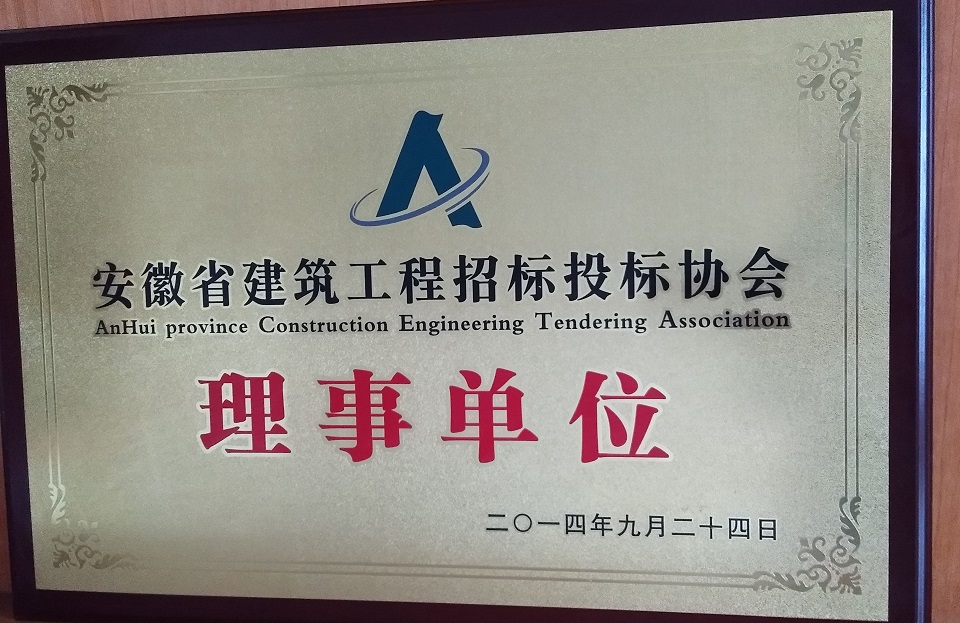 安徽省建筑工程招标投标协会
AnHui province Construction Engineering Tendering Association
理事单位
二〇一四年九月二十四日